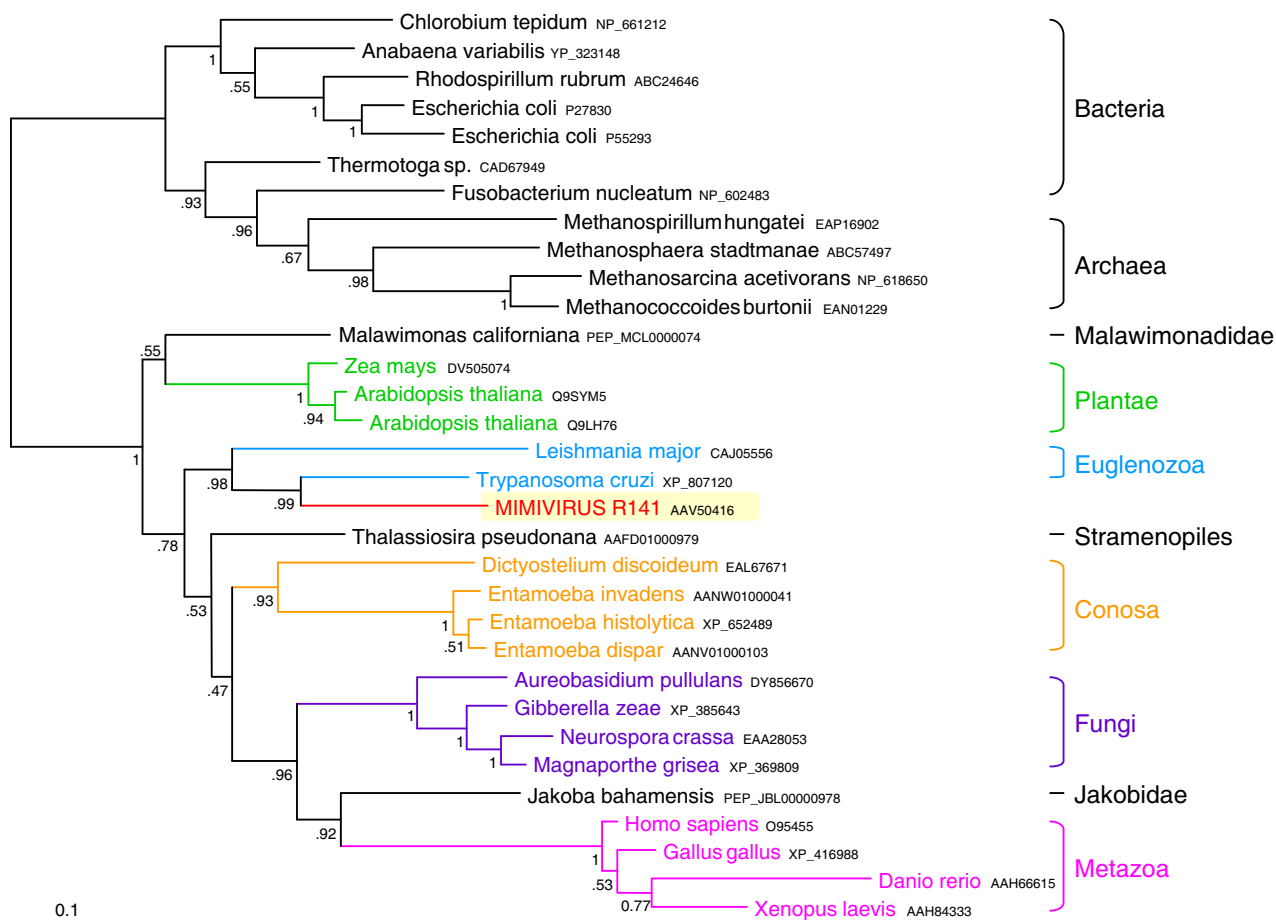 Chlorobium tepidum NP_661212
1
Anabaena variabilis YP_323148
.55
Rhodospirillum rubrum ABC24646
1
Escherichia coli P27830
Bacteria
1
Escherichia coli P55293
Thermotoga sp. CAD67949
.93
Fusobacterium nucleatum NP_602483
.96
Methanospirillum hungatei EAP16902
.67
Methanosphaera stadtmanae ABC57497
Archaea
.98
Methanosarcina acetivorans NP_618650
1
Methanococcoides burtonii EAN01229
Malawimonas californiana PEP_MCL0000074
Malawimonadidae
.55
Zea mays DV505074
1
Arabidopsis thaliana Q9SYM5
Plantae
.94
Arabidopsis thaliana Q9LH76
1
Leishmania major CAJ05556
Euglenozoa
.98
Trypanosoma cruzi XP_807120
.99
MIMIVIRUS R141 AAV50416
.78
Thalassiosira pseudonana AAFD01000979
Stramenopiles
Dictyostelium discoideum EAL67671
.93
Entamoeba invadens AANW01000041
Conosa
.53
1
Entamoeba histolytica XP_652489
.51
Entamoeba dispar AANV01000103
.47
Aureobasidium pullulans DY856670
1
Gibberella zeae XP_385643
Fungi
1
Neurospora crassa EAA28053
1
Magnaporthe grisea XP_369809
.96
Jakoba bahamensis PEP_JBL00000978
Jakobidae
.92
Homo sapiens O95455
1
Gallus gallus XP_416988
Metazoa
.53
Danio rerio AAH66615
0.77
Xenopus laevis AAH84333
0.1